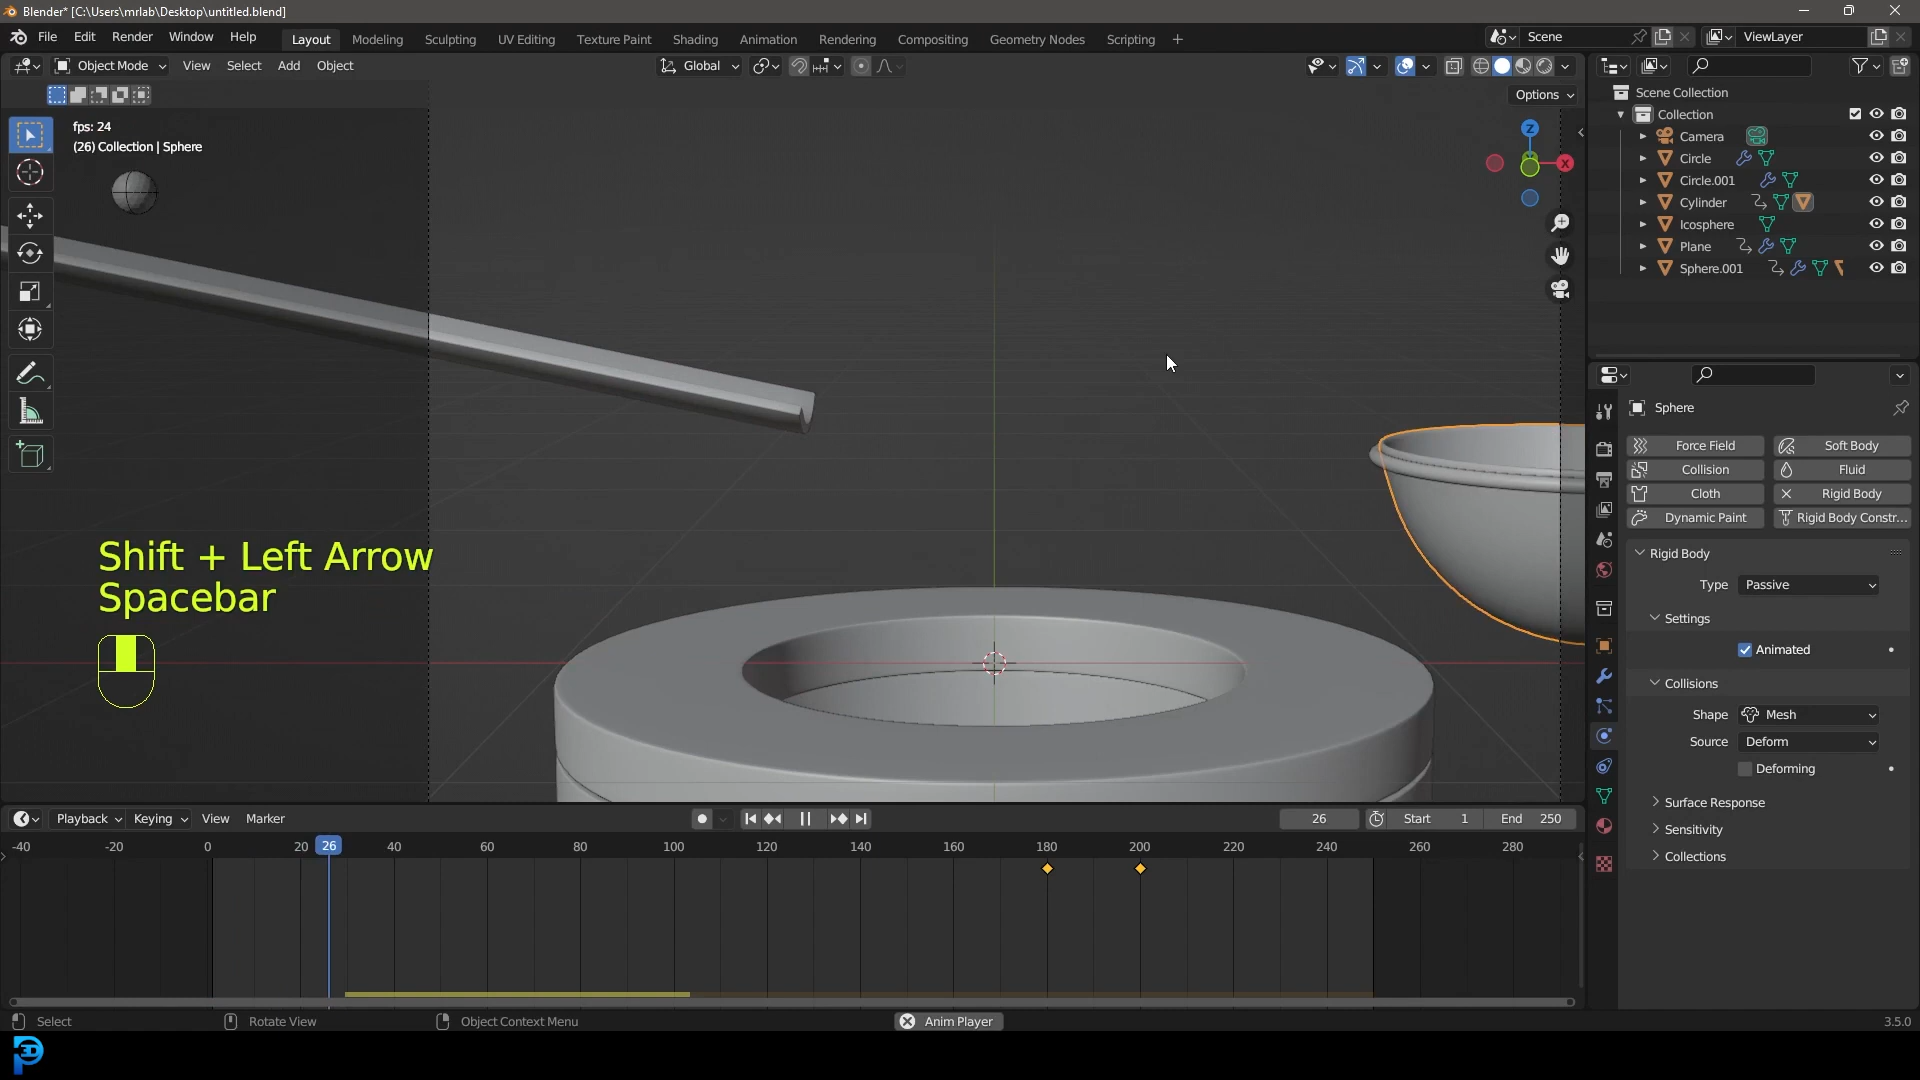 Blender* [C:\Users\mrlab\Desktop\untitled.blend]
File Edit Render Window Help Layout Modeling Sculpting UV Editing Texture Paint Shading Animation Rendering Compositing Geometry Nodes Scripting + Scene ViewLayer
Object Mode View Select Add Object Global
Options
fps: 24
(26) Collection | Sphere
Z
X
Scene Collection
Collection
Camera
Circle
Circle.001
Cylinder
Icosphere
Plane
Sphere.001
Sphere
Force Field Soft Body
Collision Fluid
Cloth Rigid Body
Dynamic Paint Rigid Body Constr...
Rigid Body
Type Passive
Settings
Animated
Collisions
Shape Mesh
Source Deform
Deforming
Surface Response
Sensitivity
Collections
Shift + Left Arrow
Spacebar
Playback Keying View Marker 26 Start 1 End 250
-40 -20 0 20 26 40 60 80 100 120 140 160 180 200 220 240 260 280
Select Rotate View Object Context Menu Anim Player 3.5.0
3D